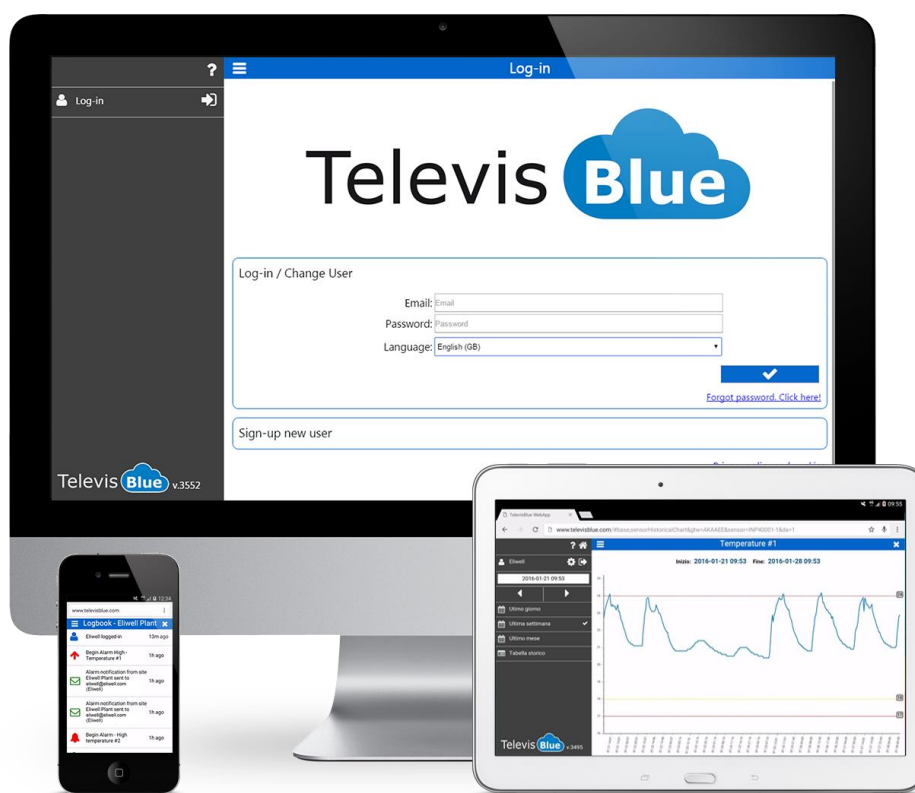 ?
Log-in
Log-in
Televis Blue
Log-in / Change User
Email: Email
Password: Password
Language: English (GB)
Forgot password. Click here!
Sign-up new user
Televis Blue v.3552
09:55
TelevisBlue WebApp
? Temperature #1
Eliwell
Inizio: 2016-01-21 09:53 Fine: 2016-01-28 09:53
2016-01-21 09:53
Ultimo giorno
Ultima settimana
Ultimo mese
Tabella storico
Televis Blue v.3495
12:34
www.televisblue.com
Logbook - Eliwell Plant
Eliwell logged-in 13m ago
Begin Alarm High -
Temperature #1 1h ago
Alarm notification from site
Eliwell Plant sent to 1h ago
eliwell@eliwell.com
(Eliwell)
Alarm notification from site
Eliwell Plant sent to 1h ago
eliwell@eliwell.com
(Eliwell)
Begin Alarm - High
temperature #2 1h ago